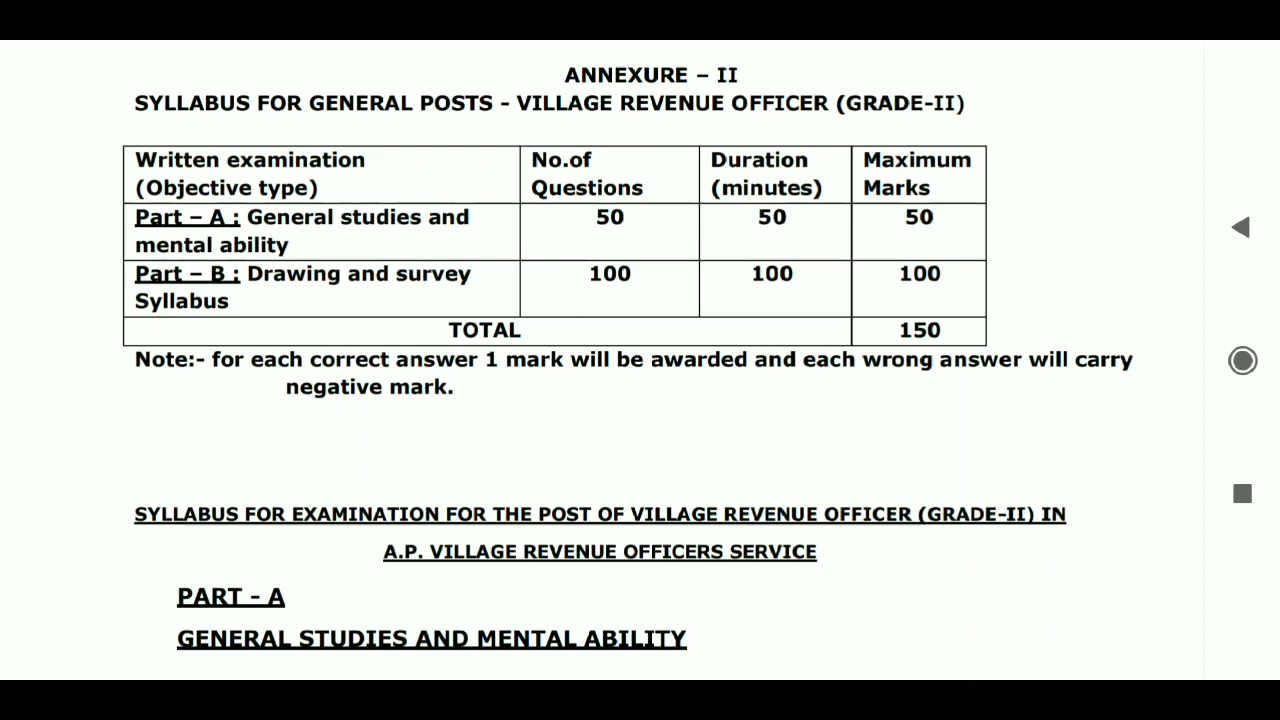 ANNEXURE – II
SYLLABUS FOR GENERAL POSTS - VILLAGE REVENUE OFFICER (GRADE-II)
Written examination (Objective type) No.of Questions Duration (minutes) Maximum Marks
Part – A : General studies and mental ability 50 50 50
Part – B : Drawing and survey Syllabus 100 100 100
TOTAL 150
Note:- for each correct answer 1 mark will be awarded and each wrong answer will carry
negative mark.
SYLLABUS FOR EXAMINATION FOR THE POST OF VILLAGE REVENUE OFFICER (GRADE-II) IN
A.P. VILLAGE REVENUE OFFICERS SERVICE
PART - A
GENERAL STUDIES AND MENTAL ABILITY